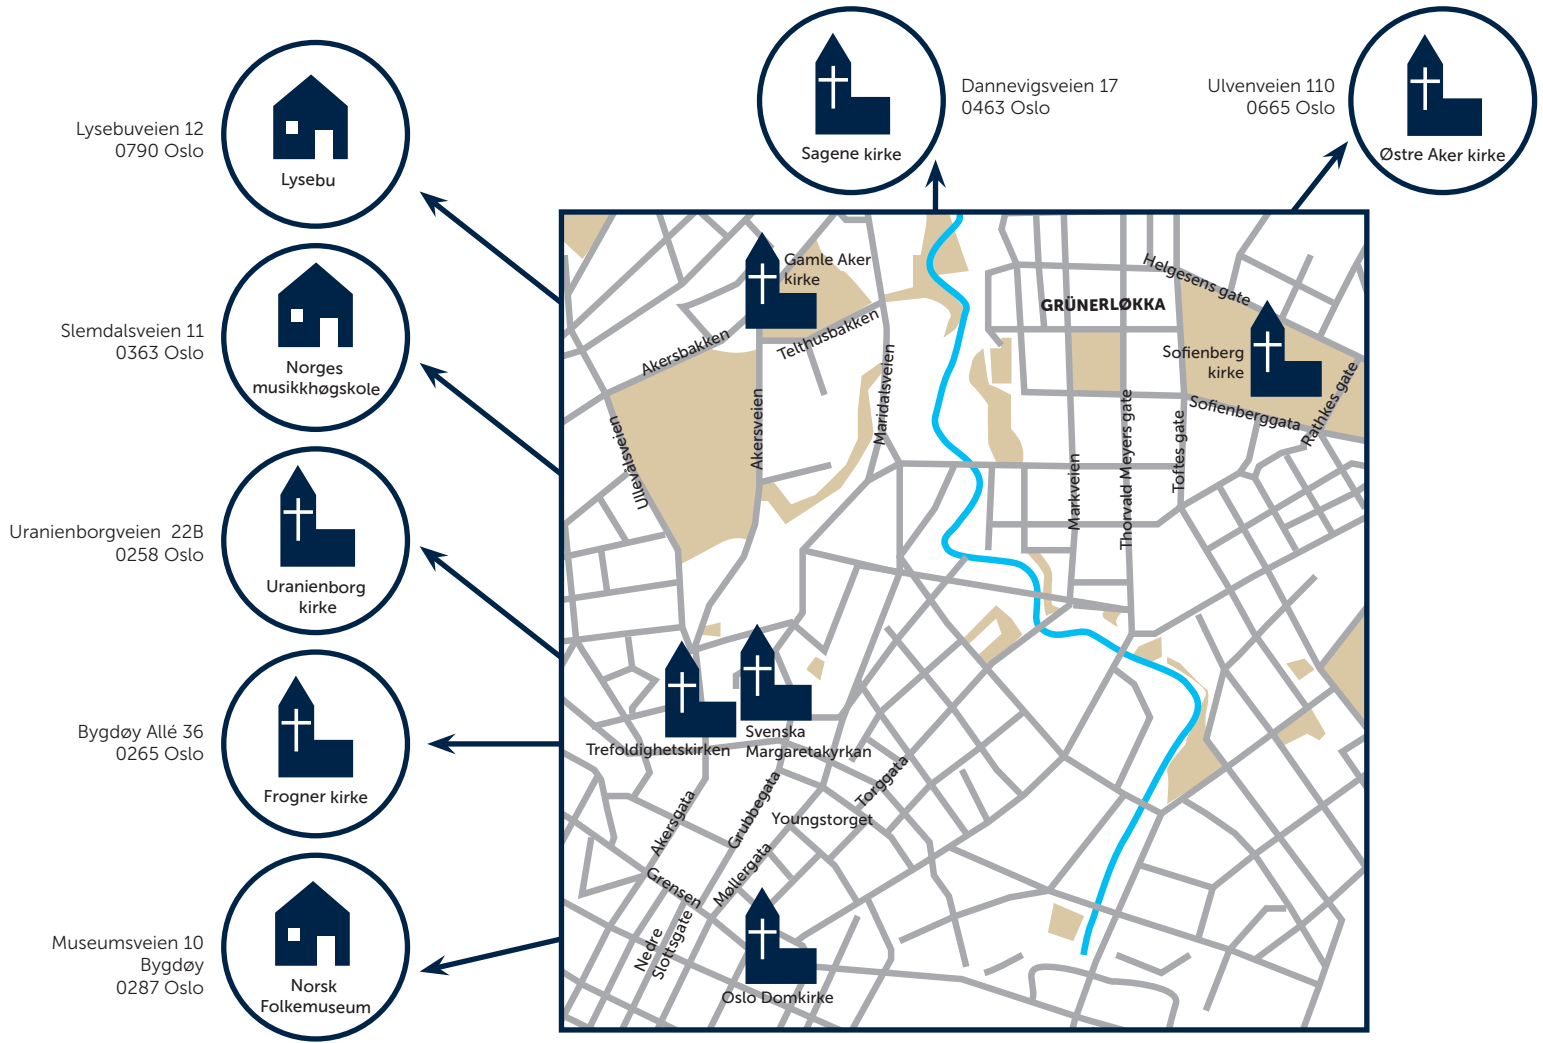 Lysebuveien 12
0790 Oslo
Lysebu
Slemdalsveien 11
0363 Oslo
Norges
musikkhøgskole
Uranienborgveien 22B
0258 Oslo
Uranienborg
kirke
Bygdøy Allé 36
0265 Oslo
Frogner kirke
Museumsveien 10
Bygdøy
0287 Oslo
Norsk
Folkemuseum
Sagene kirke
Dannevigsveien 17
0463 Oslo
Ulvenveien 110
0665 Oslo
Østre Aker kirke
Gamle Aker
kirke
Helgesens gate
GRÜNERLØKKA
Akersbakken
Telthusbakken
Sofienberg
kirke
Maridalsveien
Akersveien
Ullevålsveien
Sofienberggata
Rathkes gate
Markveien
Thorvald Meyers gate
Toftes gate
Trefoldighetskirken
Svenska
Margaretakyrkan
Akersgata
Grubbegata
Torggata
Youngstorget
Møllergata
Grensen
Nedre
Slottsgate
Oslo Domkirke